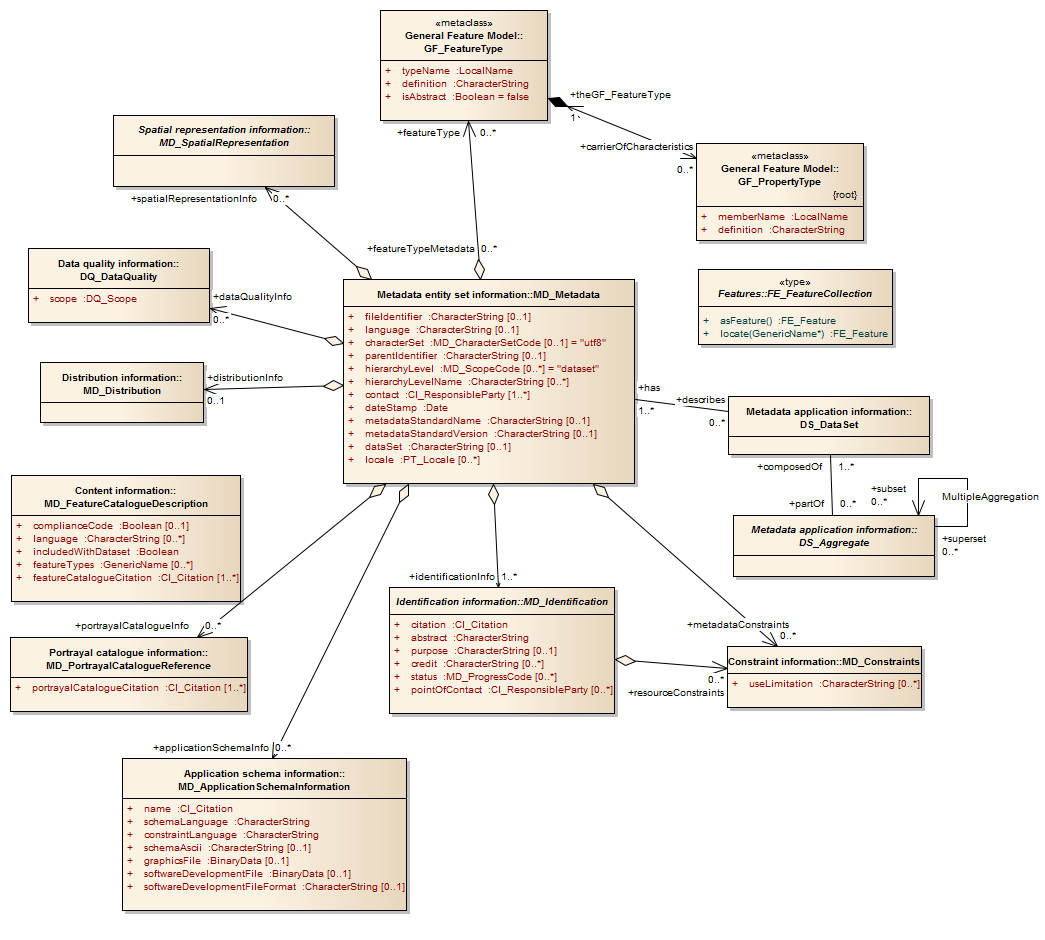 «metaclass»
General Feature Model::
GF_FeatureType
+ typeName :LocalName
+ definition :CharacterString
+ isAbstract :Boolean = false
+theGF_FeatureType
1
+carrierOfCharacteristics
0..*
«metaclass»
General Feature Model::
GF_PropertyType
{root}
+ memberName :LocalName
+ definition :CharacterString
+featureType 0..*
Spatial representation information::
MD_SpatialRepresentation
+spatialRepresentationInfo 0..*
+featureTypeMetadata 0..*
Data quality information::
DQ_DataQuality
+ scope :DQ_Scope
+dataQualityInfo
0..*
Metadata entity set information::MD_Metadata
+ fileIdentifier :CharacterString [0..1]
+ language :CharacterString [0..1]
+ characterSet :MD_CharacterSetCode [0..1] = "utf8"
+ parentIdentifier :CharacterString [0..1]
+ hierarchyLevel :MD_ScopeCode [0..*] = "dataset"
+ hierarchyLevelName :CharacterString [0..*]
+ contact :CI_ResponsibleParty [1..*]
+ dateStamp :Date
+ metadataStandardName :CharacterString [0..1]
+ metadataStandardVersion :CharacterString [0..1]
+ dataSet :CharacterString [0..1]
+ locale :PT_Locale [0..*]
«type»
Features::FE_FeatureCollection
+ asFeature() :FE_Feature
+ locate(GenericName*) :FE_Feature
Distribution information::
MD_Distribution
+distributionInfo
0..1
+has
1..*
+describes
0..*
Metadata application information::
DS_DataSet
+composedOf 1..*
+partOf 0..*
+subset
0..*
MultipleAggregation
+superset
0..*
Metadata application information::
DS_Aggregate
Content information::
MD_FeatureCatalogueDescription
+ complianceCode :Boolean [0..1]
+ language :CharacterString [0..*]
+ includedWithDataset :Boolean
+ featureTypes :GenericName [0..*]
+ featureCatalogueCitation :CI_Citation [1..*]
+portrayalCatalogueInfo 0..*
Portrayal catalogue information::
MD_PortrayalCatalogueReference
+ portrayalCatalogueCitation :CI_Citation [1..*]
+identificationInfo 1..*
Identification information::MD_Identification
+ citation :CI_Citation
+ abstract :CharacterString
+ purpose :CharacterString [0..1]
+ credit :CharacterString [0..*]
+ status :MD_ProgressCode [0..*]
+ pointOfContact :CI_ResponsibleParty [0..*]
+metadataConstraints
0..*
0..*
+resourceConstraints
Constraint information::MD_Constraints
+ useLimitation :CharacterString [0..*]
+applicationSchemaInfo 0..*
Application schema information::
MD_ApplicationSchemaInformation
+ name :CI_Citation
+ schemaLanguage :CharacterString
+ constraintLanguage :CharacterString
+ schemaAscii :CharacterString [0..1]
+ graphicsFile :BinaryData [0..1]
+ softwareDevelopmentFile :BinaryData [0..1]
+ softwareDevelopmentFileFormat :CharacterString [0..1]